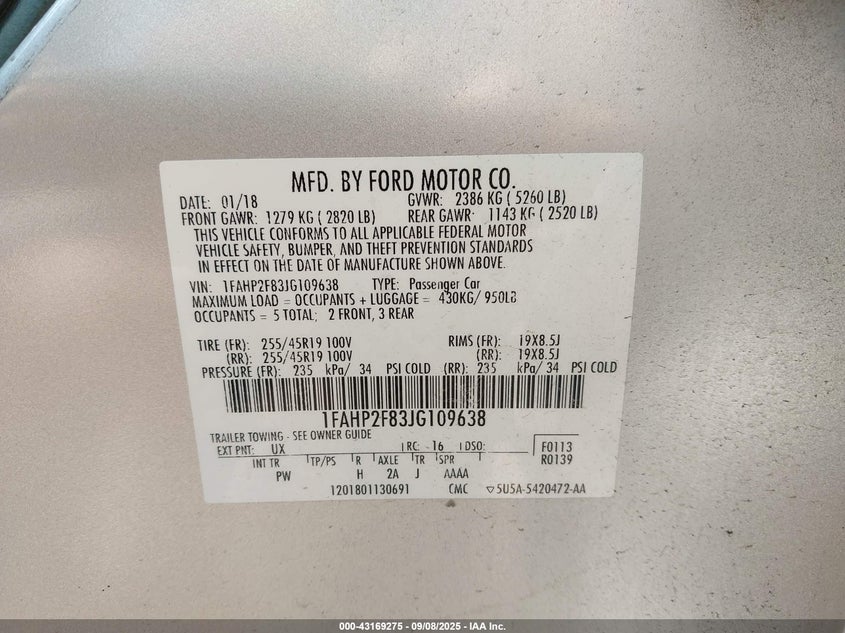 MFD. BY FORD MOTOR CO.
DATE: 01/18 GVWR: 2386 KG ( 5260 LB)
FRONT GAWR: 1279 KG ( 2820 LB) REAR GAWR: 1143 KG ( 2520 LB)
THIS VEHICLE CONFORMS TO ALL APPLICABLE FEDERAL MOTOR
VEHICLE SAFETY, BUMPER, AND THEFT PREVENTION STANDARDS
IN EFFECT ON THE DATE OF MANUFACTURE SHOWN ABOVE.
VIN: 1FAHP2F83JG109638 TYPE: Passenger Car
MAXIMUM LOAD = OCCUPANTS + LUGGAGE = 430KG/ 950LB
OCCUPANTS = 5 TOTAL; 2 FRONT, 3 REAR
TIRE (FR): 255/45R19 100V RIMS (FR): 19X8.5J
(RR): 255/45R19 100V (RR): 19X8.5J
PRESSURE (FR): 235 kPa/ 34 PSI COLD (RR): 235 kPa/ 34 PSI COLD
1FAHP2F83JG109638
TRAILER TOWING - SEE OWNER GUIDE
EXT PNT: UX RC: 16 DSO: F0113
INT TR TP/PS R AXLE TR SPR R0139
PW H 2A J AAAA
1201801130691 CMC ▽5U5A-5420472-AA
000-43169275 - 09/08/2025 - IAA Inc.